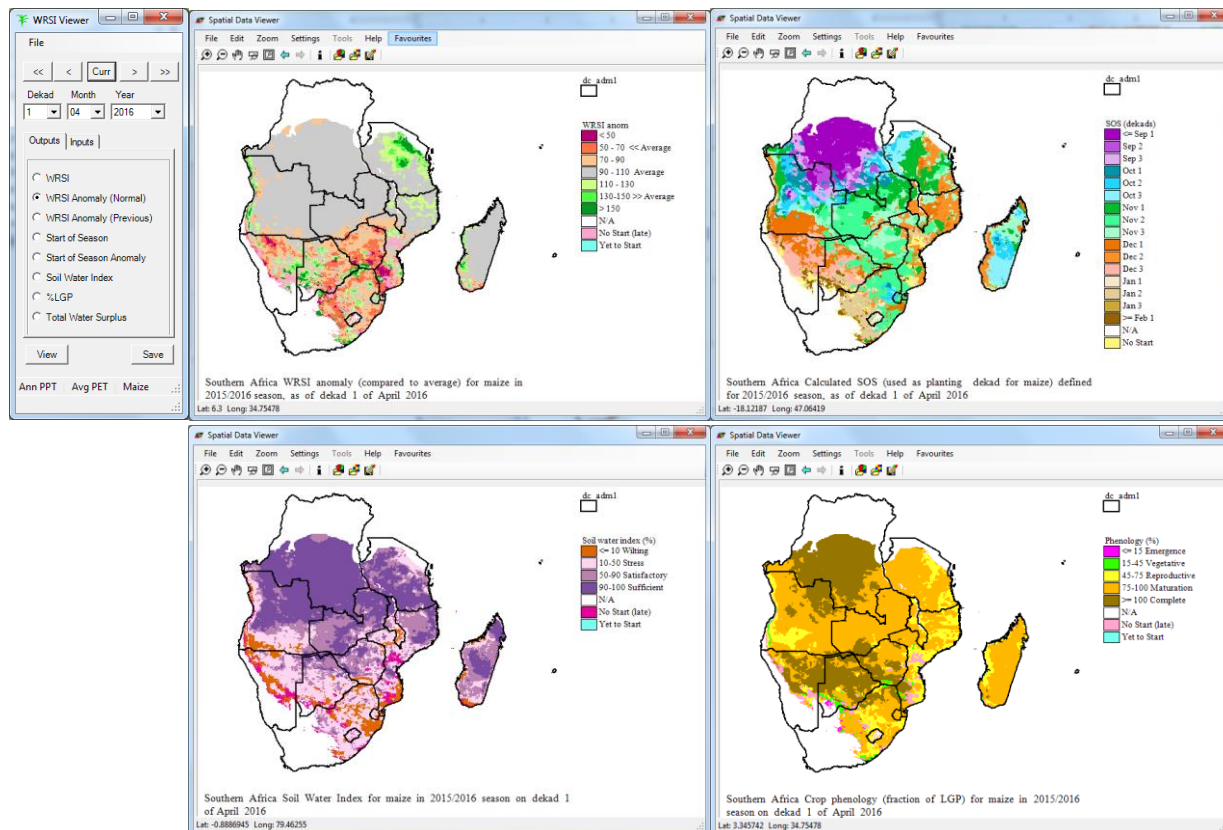 WRSI Viewer
File
<< < Curr > >>
Dekad Month Year
1 04 2016
Outputs Inputs
WRSI
WRSI Anomaly (Normal)
WRSI Anomaly (Previous)
Start of Season
Start of Season Anomaly
Soil Water Index
%LGP
Total Water Surplus
View Save
Ann PPT Avg PET Maize
Spatial Data Viewer
File Edit Zoom Settings Tools Help Favourites
dc_adm1
WRSI anom
< 50
50 - 70 << Average
70 - 90
90 - 110 Average
110 - 130
130-150 >> Average
> 150
N/A
No Start (late)
Yet to Start
Southern Africa WRSI anomaly (compared to average) for maize in
2015/2016 season, as of dekad 1 of April 2016
Lat: 6.3 Long: 34.75478
Spatial Data Viewer
File Edit Zoom Settings Tools Help Favourites
dc_adm1
SOS (dekads)
<= Sep 1
Sep 2
Sep 3
Oct 1
Oct 2
Oct 3
Nov 1
Nov 2
Nov 3
Dec 1
Dec 2
Dec 3
Jan 1
Jan 2
Jan 3
>= Feb 1
N/A
No Start
Southern Africa Calculated SOS (used as planting dekad for maize) defined
for 2015/2016 season, as of dekad 1 of April 2016
Lat: -18.12187 Long: 47.06419
Spatial Data Viewer
File Edit Zoom Settings Tools Help Favourites
dc_adm1
Soil water index (%)
<= 10 Wilting
10-50 Stress
50-90 Satisfactory
90-100 Sufficient
N/A
No Start (late)
Yet to Start
Southern Africa Soil Water Index for maize in 2015/2016 season on dekad 1
of April 2016
Lat: -0.8886945 Long: 79.46255
Spatial Data Viewer
File Edit Zoom Settings Tools Help Favourites
dc_adm1
Phenology (%)
<= 15 Emergence
15-45 Vegetative
45-75 Reproductive
75-100 Maturation
>= 100 Complete
N/A
No Start (late)
Yet to Start
Southern Africa Crop phenology (fraction of LGP) for maize in 2015/2016
season on dekad 1 of April 2016
Lat: 3.345742 Long: 34.75478